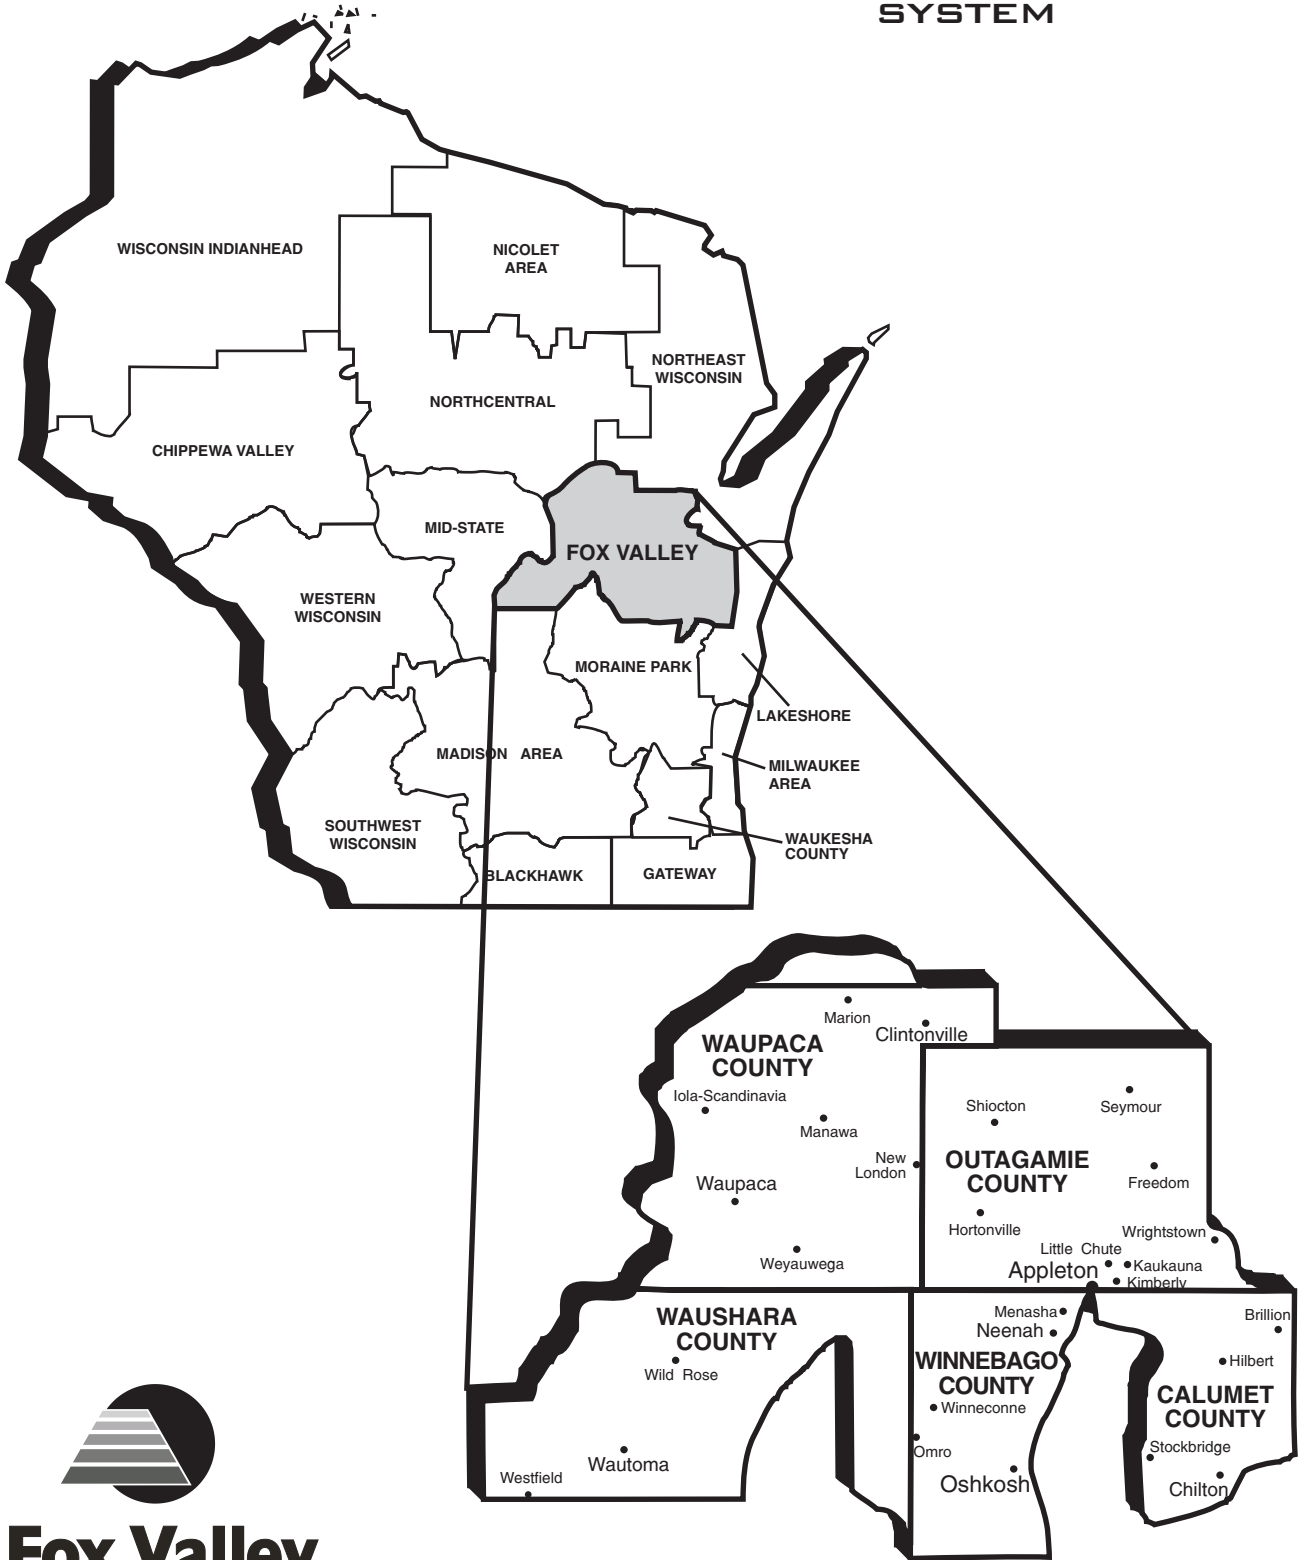 SYSTEM
WISCONSIN INDIANHEAD
NICOLET
AREA
NORTHEAST
WISCONSIN
NORTHCENTRAL
CHIPPEWA VALLEY
MID-STATE
FOX VALLEY
WESTERN
WISCONSIN
MORAINE PARK
LAKESHORE
MADISON AREA
MILWAUKEE
AREA
SOUTHWEST
WISCONSIN
WAUKESHA
COUNTY
BLACKHAWK
GATEWAY
Marion
Clintonville
WAUPACA
COUNTY
Iola-Scandinavia
Manawa
New
London
Waupaca
Weyauwega
Shiocton
Seymour
OUTAGAMIE
COUNTY
Freedom
Hortonville
Wrightstown
Little Chute
Kaukauna
Appleton
Kimberly
WAUSHARA
COUNTY
Wild Rose
Wautoma
Westfield
Menasha
Neenah
WINNEBAGO
COUNTY
Winneconne
Omro
Oshkosh
Brillion
Hilbert
CALUMET
COUNTY
Stockbridge
Chilton
Fox Valley